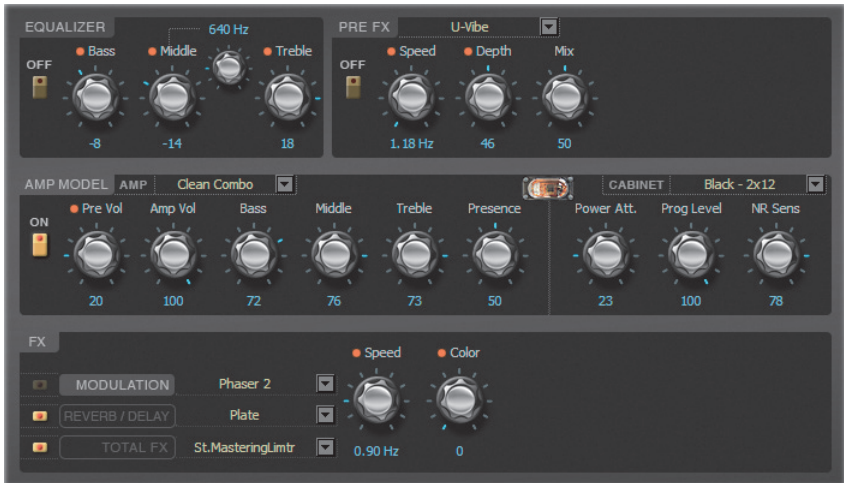 EQUALIZER 640 Hz
OFF Bass Middle Treble
-8 -14 18
PRE FX U-Vibe
OFF Speed Depth Mix
1.18 Hz 46 50
AMP MODEL AMP Clean Combo CABINET Black - 2x12
ON Pre Vol Amp Vol Bass Middle Treble Presence Power Att. Prog Level NR Sens
20 100 72 76 73 50 23 100 78
FX
Speed Color
MODULATION Phaser 2
REVERB / DELAY Plate
TOTAL FX St.MasteringLimtr
0.90 Hz 0